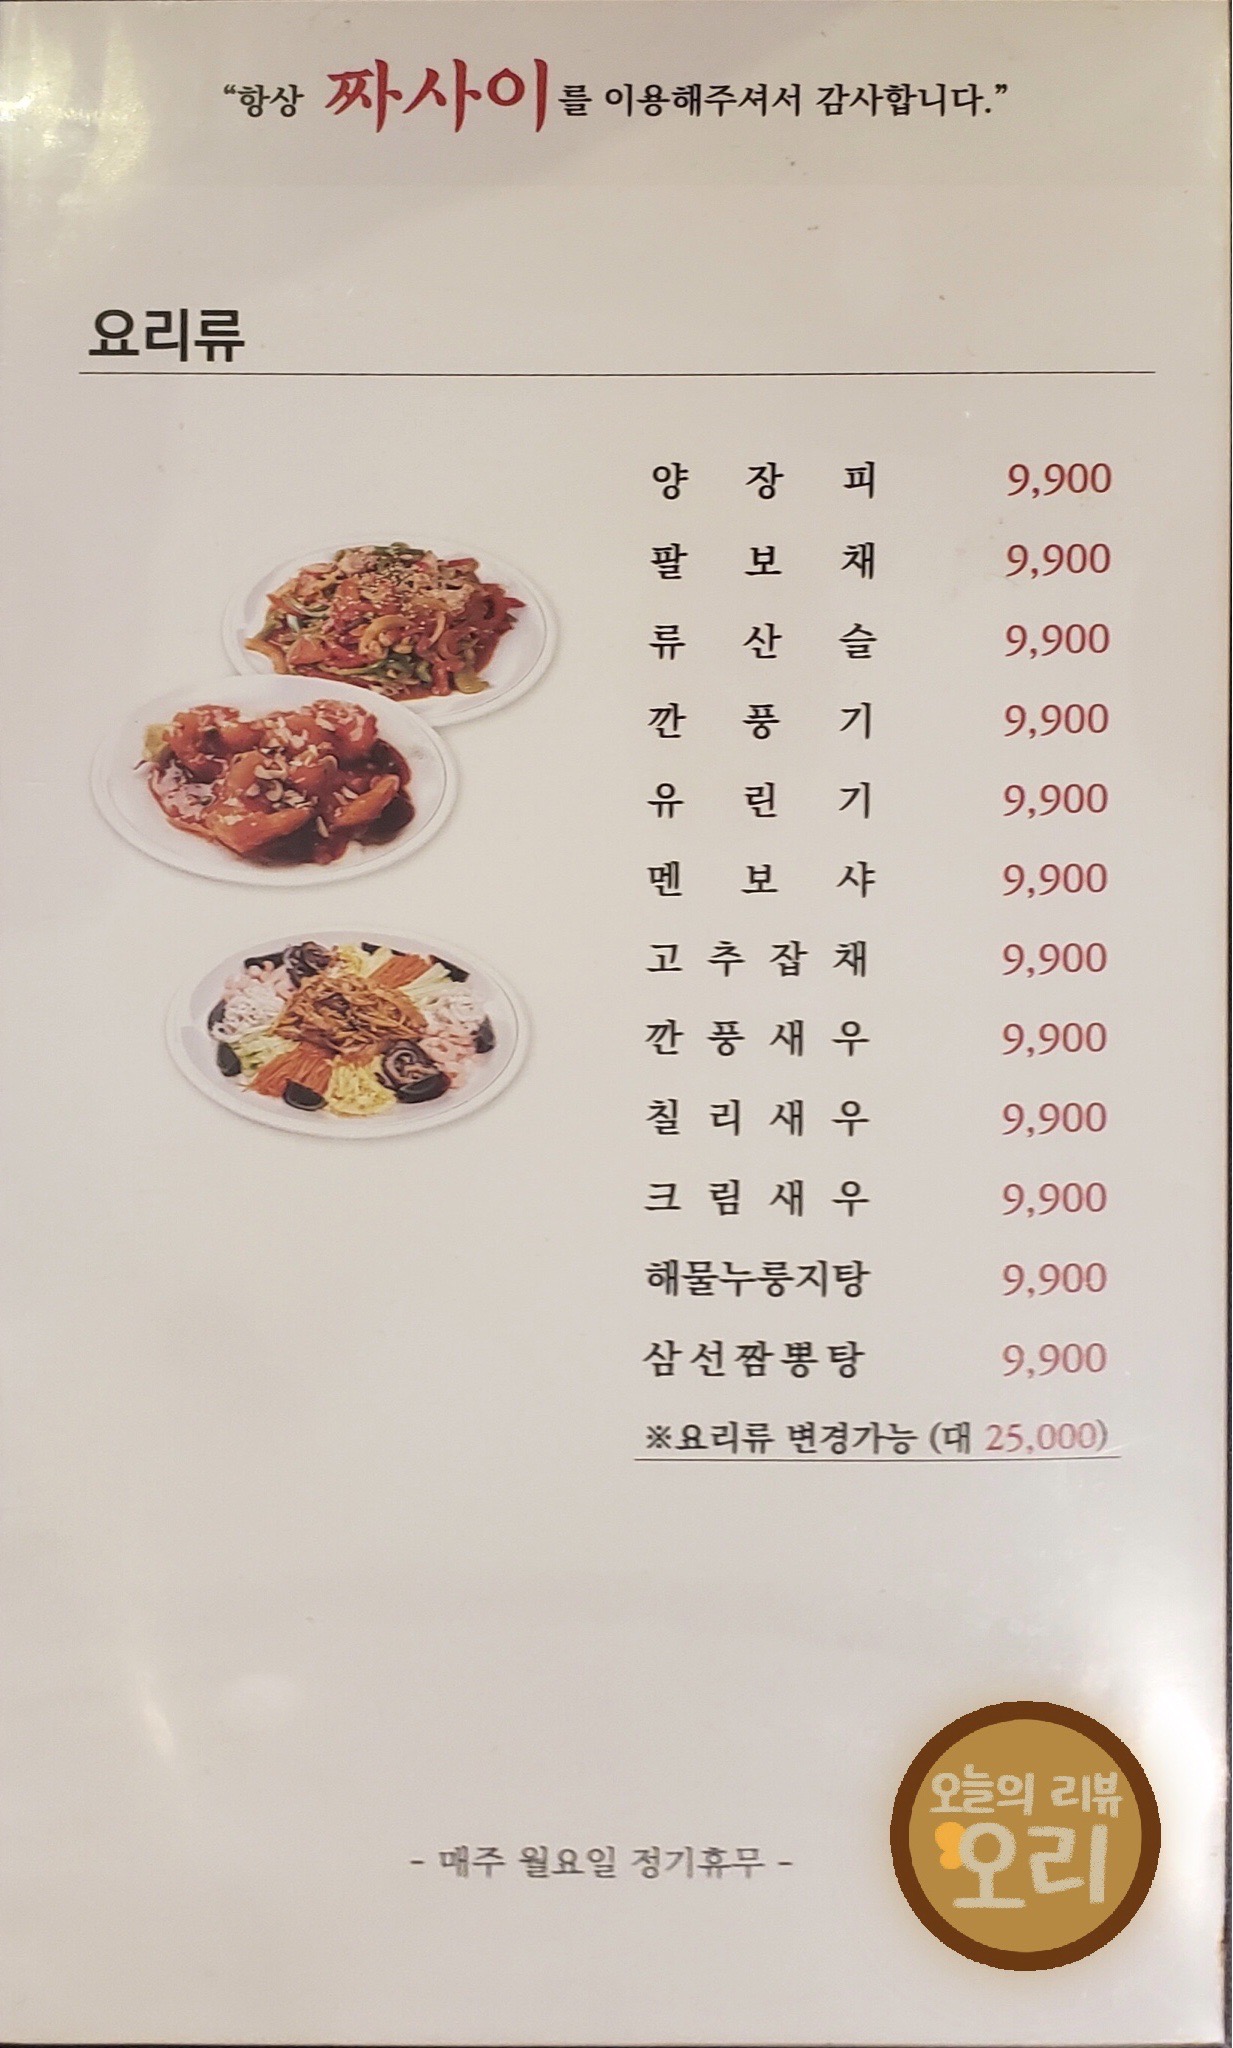 “항상 짜사이를 이용해주셔서 감사합니다.”
요리류
양 장 피 9,900
팔 보 채 9,900
류 산 슬 9,900
깐 풍 기 9,900
유 린 기 9,900
멘 보 샤 9,900
고 추 잡 채 9,900
깐 풍 새 우 9,900
칠 리 새 우 9,900
크 림 새 우 9,900
해물누룽지탕 9,900
삼선짬뽕탕 9,900
※요리류 변경가능 (대 25,000)
- 매주 월요일 정기휴무 -
오늘의 리뷰
오리